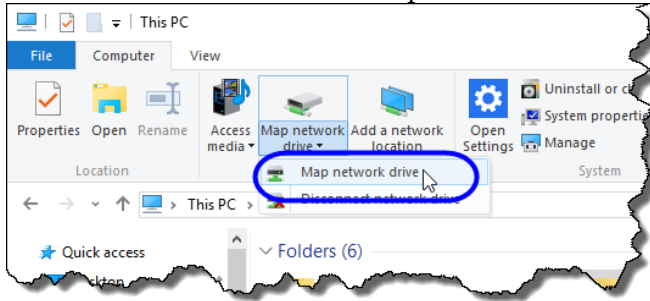 This PC
File Computer View
Properties Open Rename Access media Map network drive Add a network location Open Settings Uninstall or
System
Manage
Location System
Map network drive
Disconnect network drive
This PC
Quick access Folders (6)